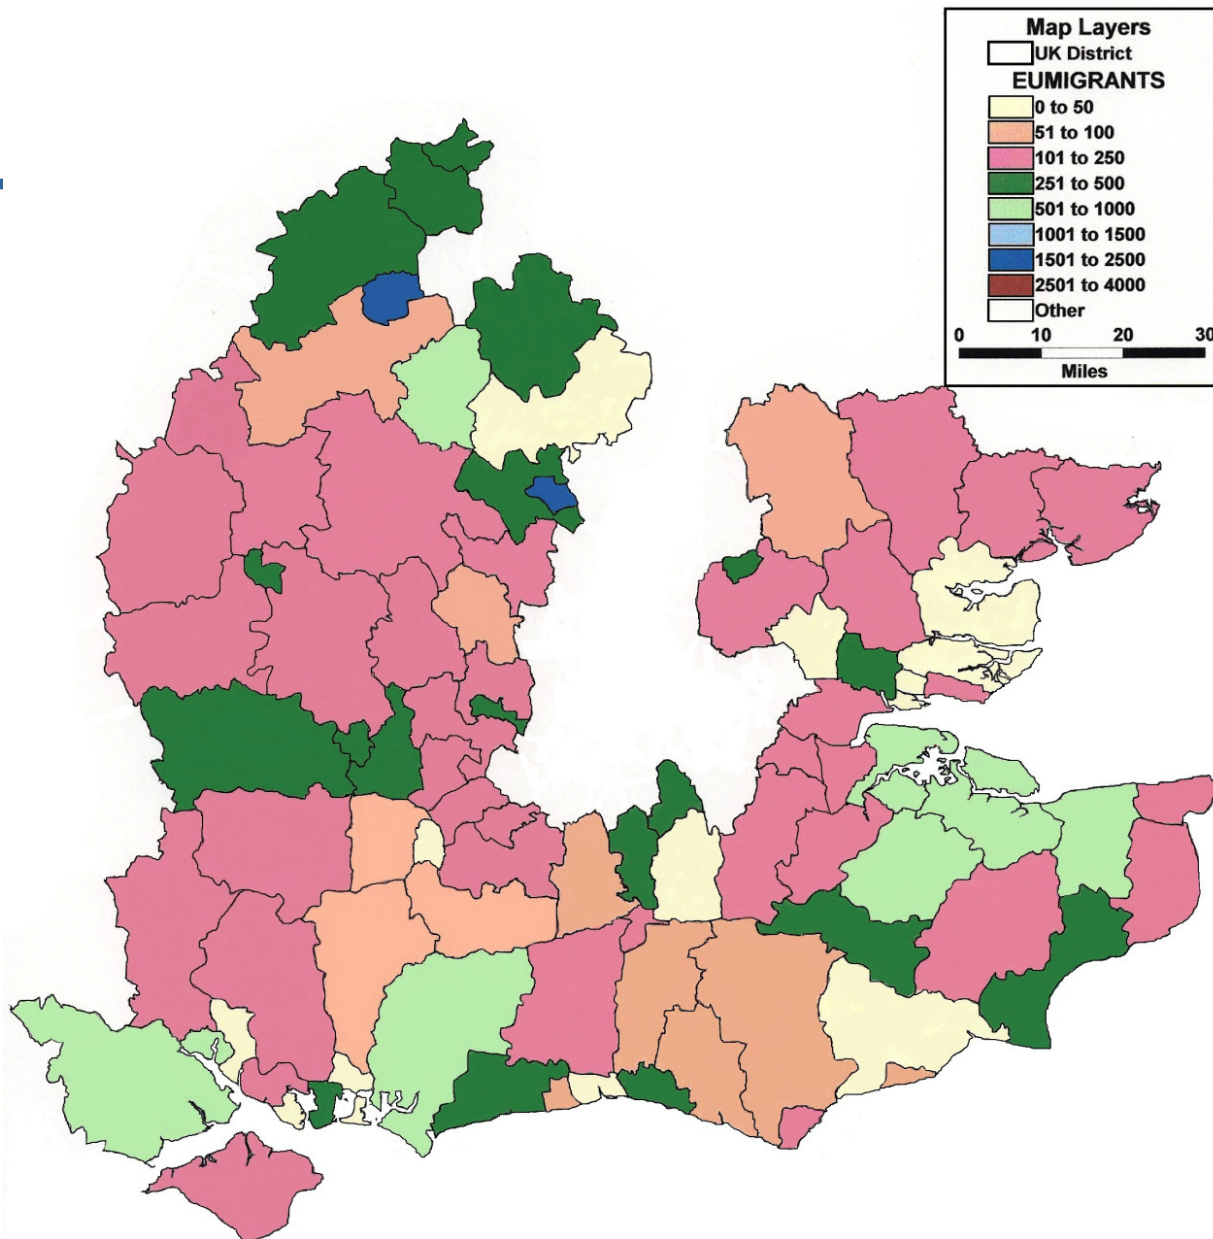 Map Layers
UK District
EUMIGRANTS
0 to 50
51 to 100
101 to 250
251 to 500
501 to 1000
1001 to 1500
1501 to 2500
2501 to 4000
Other
0 10 20 30
Miles